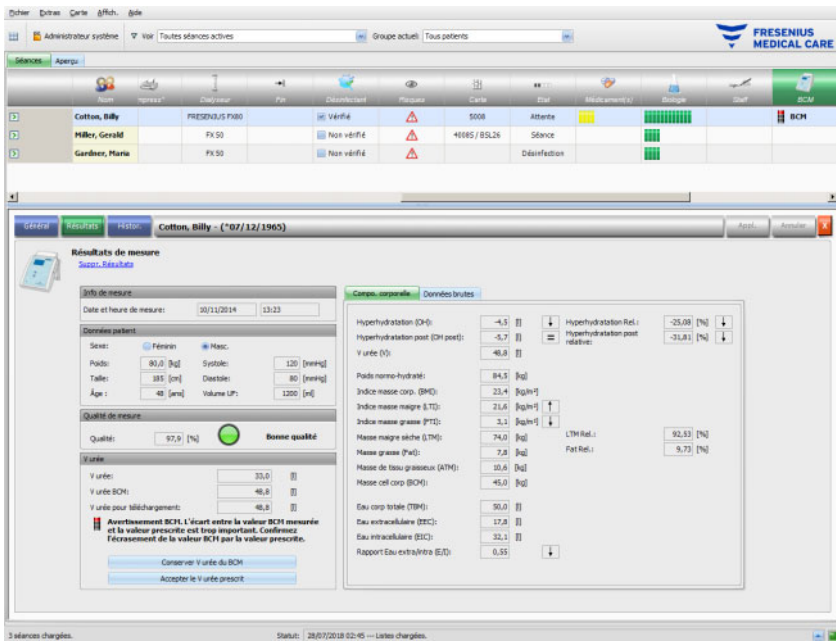 Fichier Extras Carte Affich. Aide
Administrateur système Voir Toutes séances actives Groupe actuel: Tous patients
FRESENIUS
MEDICAL CARE
Séances Aperçu
Nom Dialyseur Fin Désinfectant Plaques Carte Etat Médicament(s) Biologie Staff BCM
Cotton, Billy FRESENIUS FX80 Vérifié 5008 Attente BCM
Miller, Gerald FX 50 Non vérifié 4008S / BSL26 Séance
Gardner, Maria FX 50 Non vérifié Désinfection
Général Résultats Histor. Cotton, Billy - (*07/12/1965) Appl. Annuler X
Résultats de mesure
Suppr. Résultats
Info de mesure
Date et heure de mesure: 10/11/2014 13:23
Données patient
Sexe: Féminin Masc.
Poids: 80,0 [kg] Systole: 120 [mmHg]
Taille: 185 [cm] Diastole: 80 [mmHg]
Âge : 48 [ans] Volume UF: 1200 [ml]
Qualité de mesure
Qualité: 97,9 [%] Bonne qualité
V urée
V urée: 33,0 [l]
V urée BCM: 48,8 [l]
V urée pour téléchargement: 48,8 [l]
Avertissement BCM. L'écart entre la valeur BCM mesurée
et la valeur prescrite est trop important. Confirmez
l'écrasement de la valeur BCM par la valeur prescrite.
Conserver V urée du BCM
Accepter le V urée prescrit
Compo. corporelle Données brutes
Hyperhydratation (OH): -4,5 [l] ↓ Hyperhydratation Rel.: -25,08 [%] ↓
Hyperhydratation post (OH post): -5,7 [l] = Hyperhydratation post relative: -31,81 [%] ↓
V urée (V): 48,8 [l]
Poids normo-hydraté: 84,5 [kg]
Indice masse corp. (BMI): 23,4 [kg/m²]
Indice masse maigre (LTI): 21,6 [kg/m²] ↑
Indice masse grasse (FTI): 3,1 [kg/m²] ↓
Masse maigre sèche (LTM): 74,0 [kg] LTM Rel.: 92,53 [%]
Masse grasse (Fat): 7,8 [kg] Fat Rel.: 9,73 [%]
Masse de tissu graisseux (ATM): 10,6 [kg]
Masse cell corp (BCM): 45,0 [kg]
Eau corp totale (TBW): 50,0 [l]
Eau extracellulaire (EEC): 17,8 [l]
Eau intracellulaire (EIC): 32,1 [l]
Rapport Eau extra/intra (E/I): 0,55 ↓
3 séances chargées. Statut: 28/07/2018 02:45 --- Listes chargées.